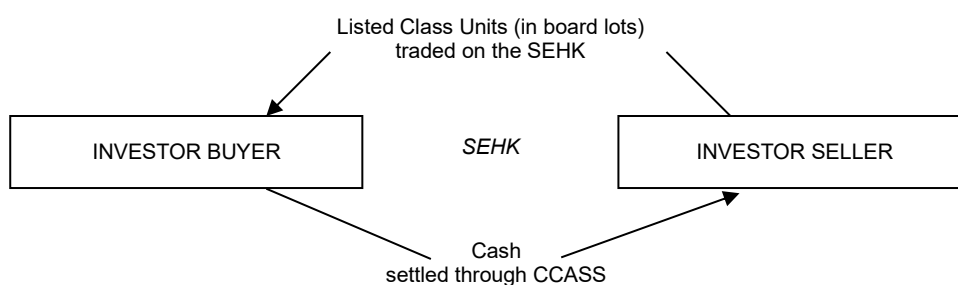 Listed Class Units (in board lots)
traded on the SEHK
INVESTOR BUYER
SEHK
INVESTOR SELLER
Cash
settled through CCASS